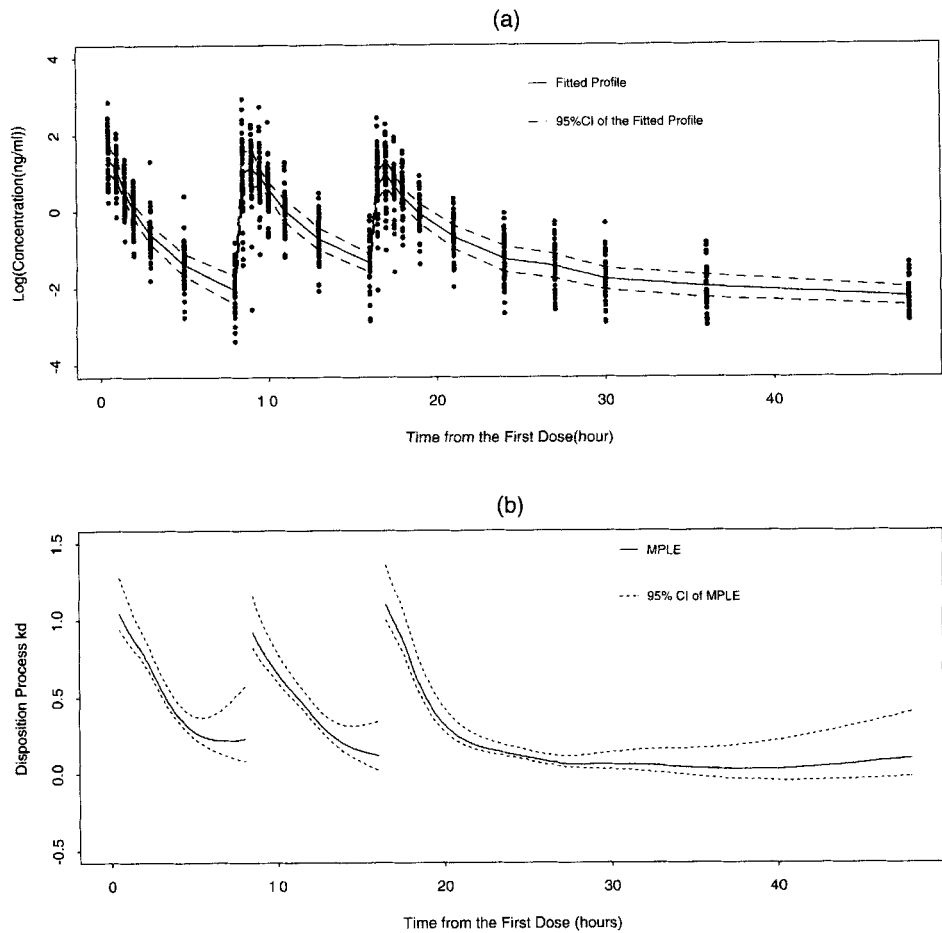 (a)
4
2
0
-2
-4
Log(Concentration(ng/ml))
Fitted Profile
95%CI of the Fitted Profile
0 10 20 30 40
Time from the First Dose(hour)
(b)
1.5
1.0
0.5
0.0
-0.5
Disposition Process kd
MPLE
95% CI of MPLE
0 10 20 30 40
Time from the First Dose (hours)